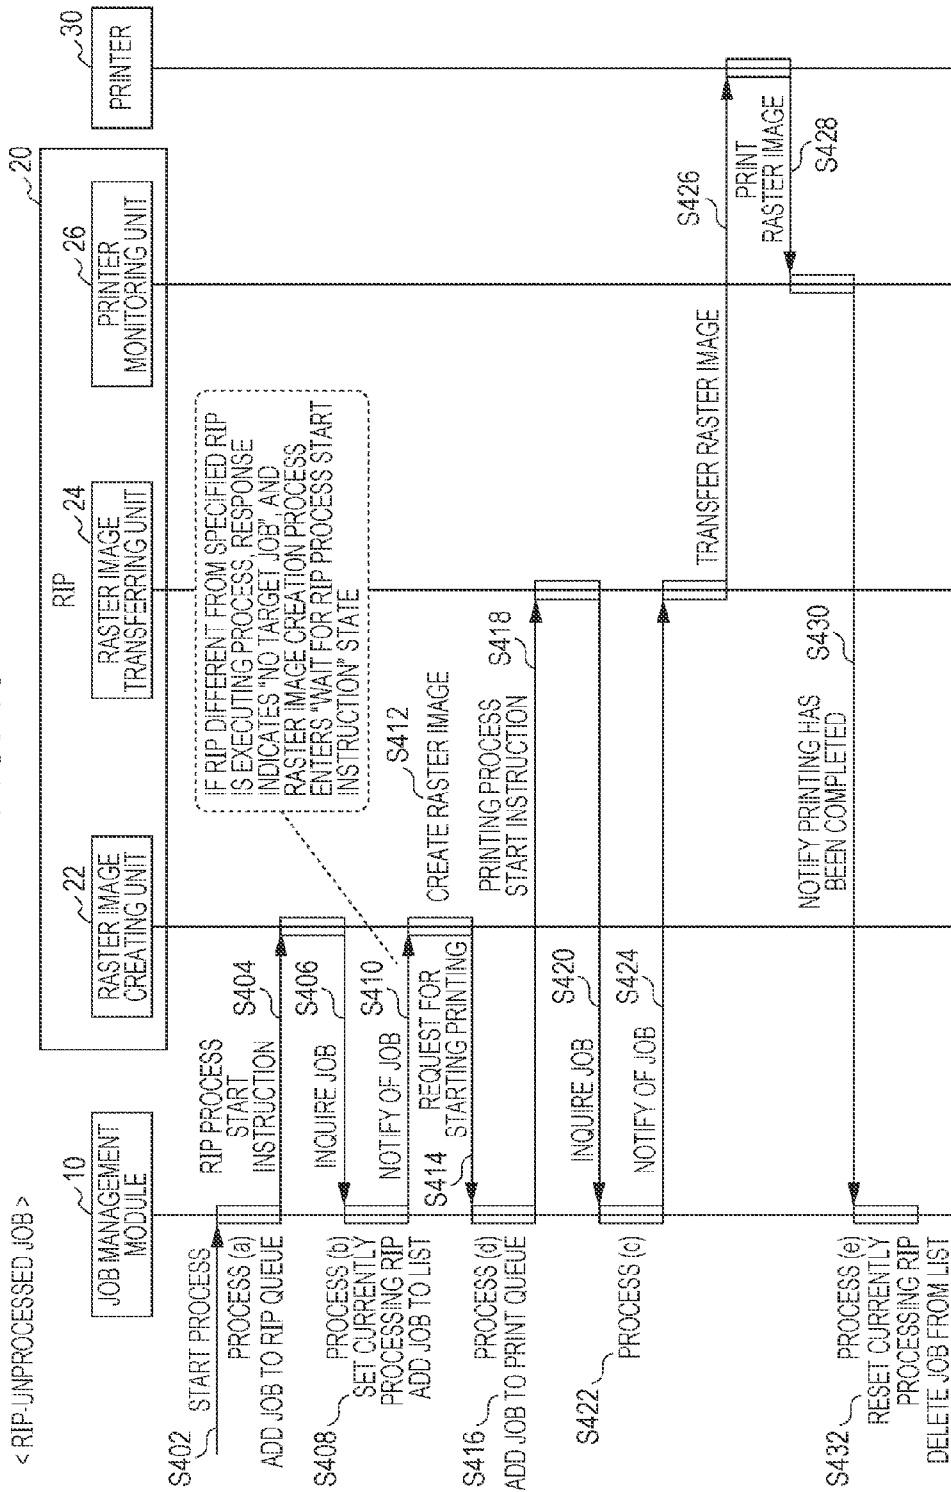 < RIP-UNPROCESSED JOB >
20
RIP
10
JOB MANAGEMENT
MODULE
22
RASTER IMAGE
CREATING UNIT
24
RASTER IMAGE
TRANSFERRING UNIT
26
PRINTER
MONITORING UNIT
30
PRINTER
S402
START PROCESS
PROCESS (a)
ADD JOB TO RIP QUEUE
RIP PROCESS
START
INSTRUCTION
S404
IF RIP DIFFERENT FROM SPECIFIED RIP
IS EXECUTING PROCESS, RESPONSE
INDICATES "NO TARGET JOB", AND
RASTER IMAGE CREATION PROCESS
ENTERS "WAIT FOR RIP PROCESS START
INSTRUCTION" STATE
INQUIRE JOB
S406
S408
PROCESS (b)
SET CURRENTLY
PROCESSING RIP
ADD JOB TO LIST
NOTIFY OF JOB
S410
S412
CREATE RASTER IMAGE
S414
REQUEST FOR
STARTING PRINTING
S416
PROCESS (d)
ADD JOB TO PRINT QUEUE
PRINTING PROCESS
START INSTRUCTION
S418
INQUIRE JOB
S420
S422
PROCESS (c)
NOTIFY OF JOB
S424
TRANSFER RASTER IMAGE
S426
PRINT
RASTER IMAGE
S428
NOTIFY PRINTING HAS
BEEN COMPLETED
S430
S432
PROCESS (e)
RESET CURRENTLY
PROCESSING RIP
DELETE JOB FROM LIST